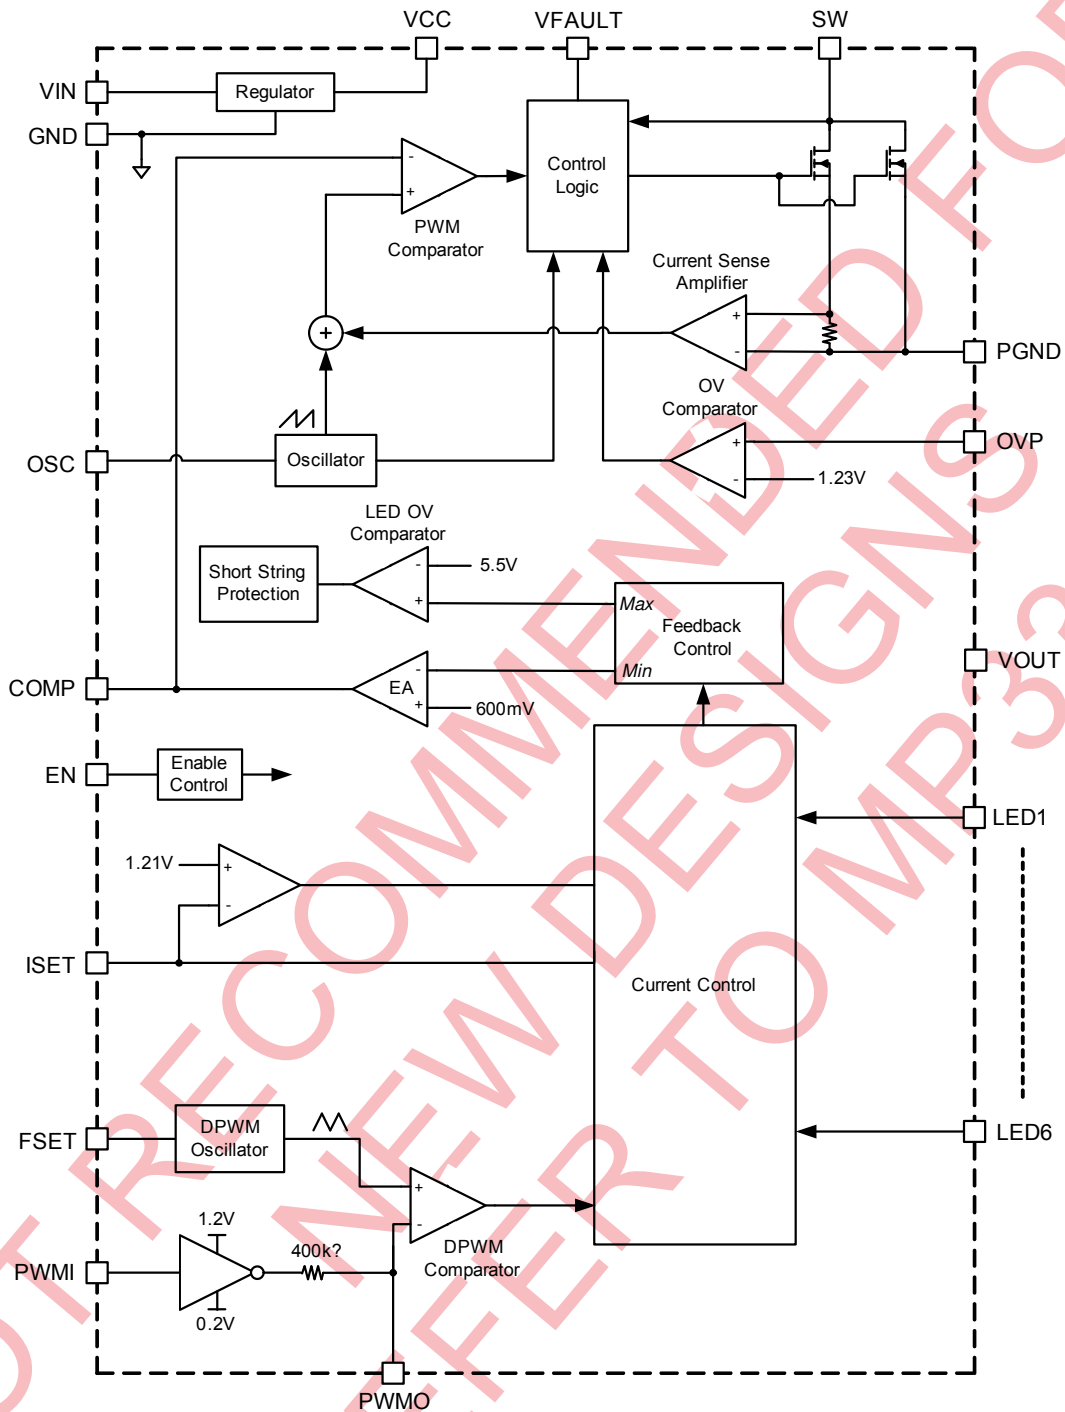 VCC
VFAULT
SW
VIN
Regulator
GND
-
+
PWM
Comparator
Control
Logic
Current Sense
Amplifier
+
-
+
PGND
OV
Comparator
OSC
Oscillator
+
-
1.23V
OVP
LED OV
Comparator
Short String
Protection
-
+
5.5V
Max
Feedback
Control
Min
VOUT
COMP
EA
-
+
600mV
EN
Enable
Control
LED1
1.21V
+
-
ISET
Current Control
FSET
DPWM
Oscillator
LED6
+
-
DPWM
Comparator
1.2V
PWMI
400k?
0.2V
PWMO
OT RECOMMENDED FOR
NEW DESIGNS
EFER TO MP33